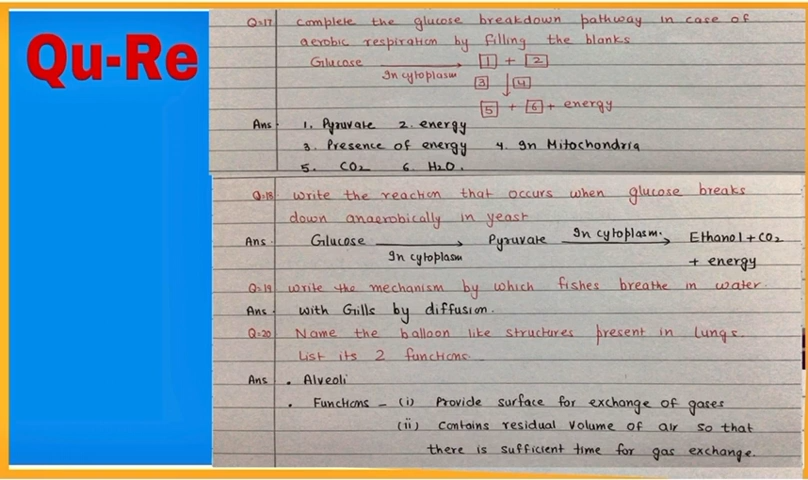 Qu-Re
Q:17 Complete the glucose breakdown pathway in case of
aerobic respiration by filling the blanks
Glucose ⟶ 1 + 2
In cytoplasm
3 ↓ 4
5 + 6 + energy
Ans 1. Pyruvate 2. energy
3. Presence of energy 4. In Mitochondria
5. CO2 6. H2O.
Q:18 Write the reaction that occurs when glucose breaks
down anaerobically in yeast
Ans. Glucose ⟶ Pyruvate ⟶ Ethanol + CO2
In cytoplasm In cytoplasm.
+ energy
Q:19 Write the mechanism by which fishes breathe in water.
Ans. with Gills by diffusion.
Q:20 Name the balloon like structures present in lungs.
List its 2 functions.
Ans . Alveoli
. Functions - (i) Provide surface for exchange of gases
(ii) Contains residual volume of air so that
there is sufficient time for gas exchange.